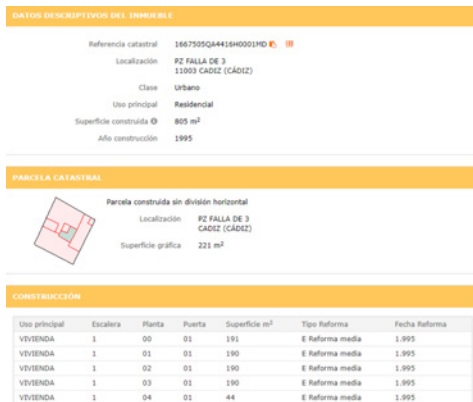 DATOS DESCRIPTIVOS DEL INMUEBLE
Referencia catastral 1667505QA4416H0001MD
Localización PZ FALLA DE 3
11003 CADIZ (CÁDIZ)
Clase Urbano
Uso principal Residencial
Superficie construida 805 m²
Año construcción 1995
PARCELA CATASTRAL
Parcela construida sin división horizontal
Localización PZ FALLA DE 3
CADIZ (CÁDIZ)
Superficie gráfica 221 m²
CONSTRUCCIÓN
Uso principal Escalera Planta Puerta Superficie m² Tipo Reforma Fecha Reforma
VIVIENDA 1 00 01 191 E Reforma media 1.995
VIVIENDA 1 01 01 190 E Reforma media 1.995
VIVIENDA 1 02 01 190 E Reforma media 1.995
VIVIENDA 1 03 01 190 E Reforma media 1.995
VIVIENDA 1 04 01 44 E Reforma media 1.995